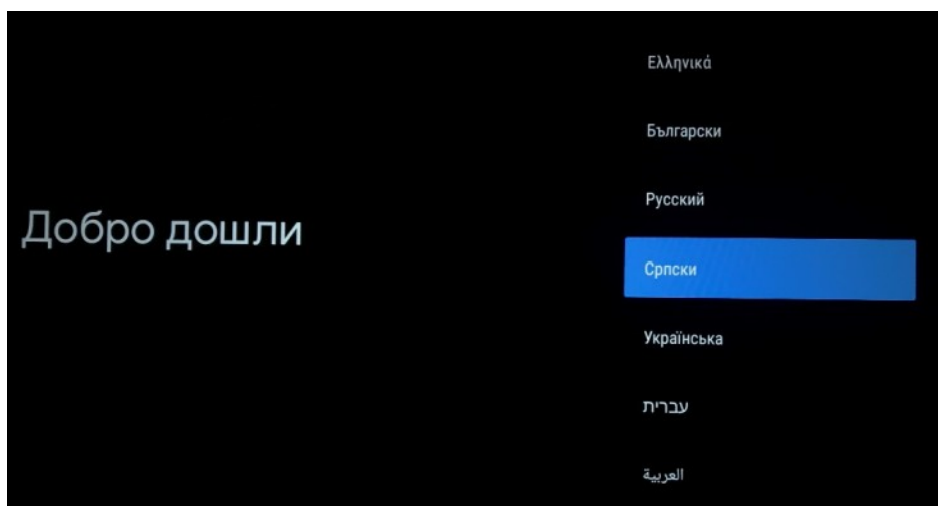 Добро дошли
Ελληνικά
Български
Русский
Српски
Українська
עברית
العربية